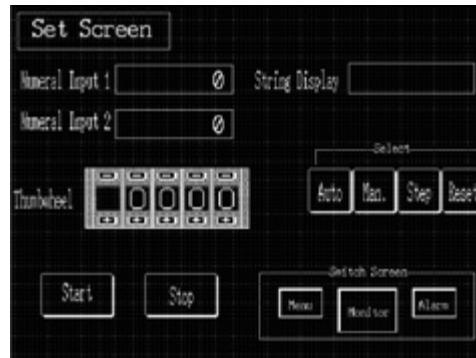 Set Screen
Numeral Input 1 0 String Display
Numeral Input 2 0
Select
Thumbwheel 0 0 0 0 Auto Man. Step Reset
Switch Screen
Start Stop Menu Monitor Alarm